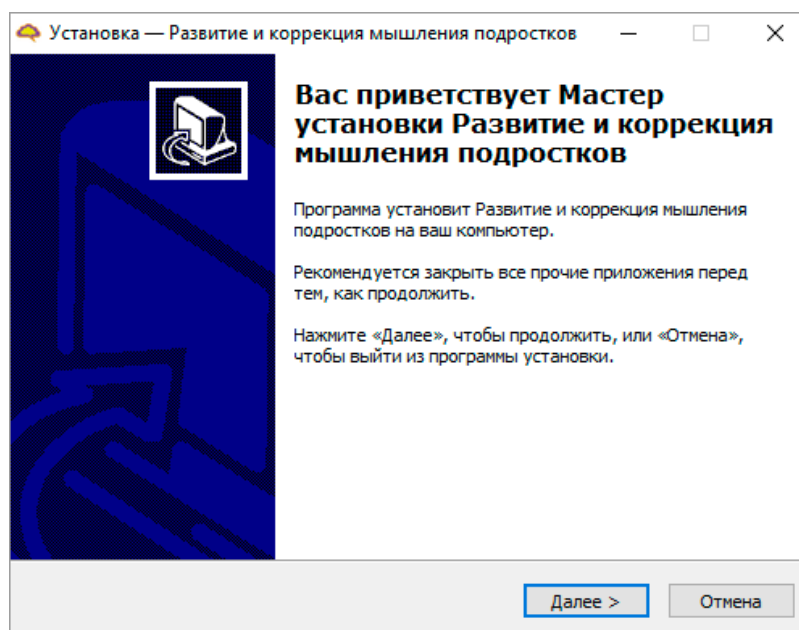 Установка — Развитие и коррекция мышления подростков
Вас приветствует Мастер
установки Развитие и коррекция
мышления подростков
Программа установит Развитие и коррекция мышления
подростков на ваш компьютер.
Рекомендуется закрыть все прочие приложения перед
тем, как продолжить.
Нажмите «Далее», чтобы продолжить, или «Отмена»,
чтобы выйти из программы установки.
Далее >
Отмена